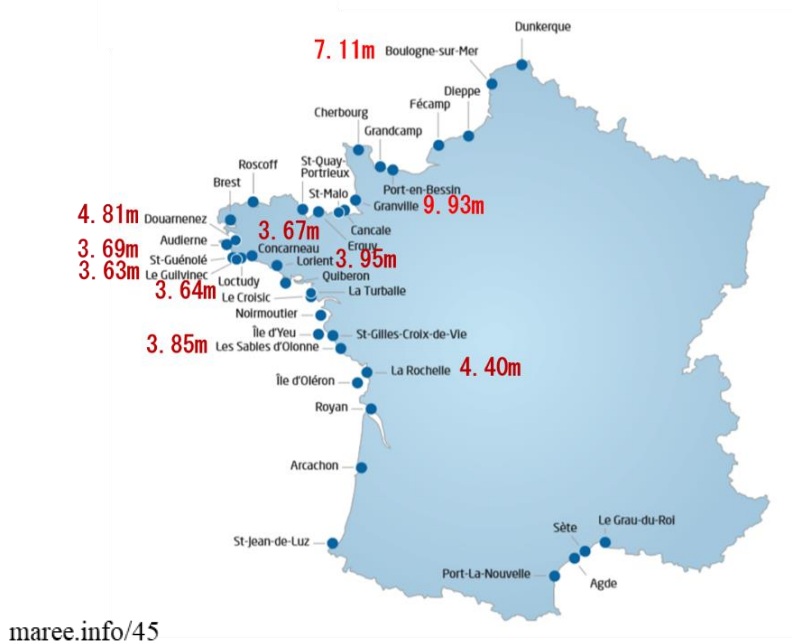 Dunkerque
7.11m Boulogne-sur-Mer
Dieppe
Fécamp
Cherbourg
Grandcamp
St-Quay-
Portrieux
Roscoff
Brest
St-Malo
Port-en-Bessin
Granville 9.93m
4.81m Douarnenez
Cancale
3.67m
Erquy
Audierne
3.69m
Concarneau
St-Guénolé
Lorient 3.95m
3.63m Le Guilvinec
Quiberon
Loctudy
3.64m
La Turballe
Le Croisic
Noirmoutier
Île d'Yeu
St-Gilles-Croix-de-Vie
3.85m Les Sables d'Olonne
La Rochelle 4.40m
Île d'Oléron
Royan
Arcachon
St-Jean-de-Luz
Sète
Le Grau-du-Roi
Port-La-Nouvelle
Agde
maree.info/45